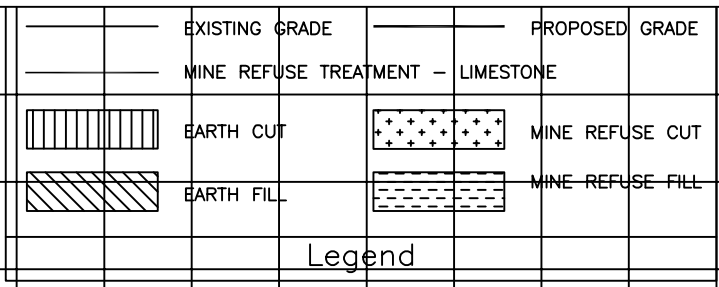 EXISTING GRADE PROPOSED GRADE
MINE REFUSE TREATMENT – LIMESTONE
EARTH CUT MINE REFUSE CUT
EARTH FILL MINE REFUSE FILL
Legend